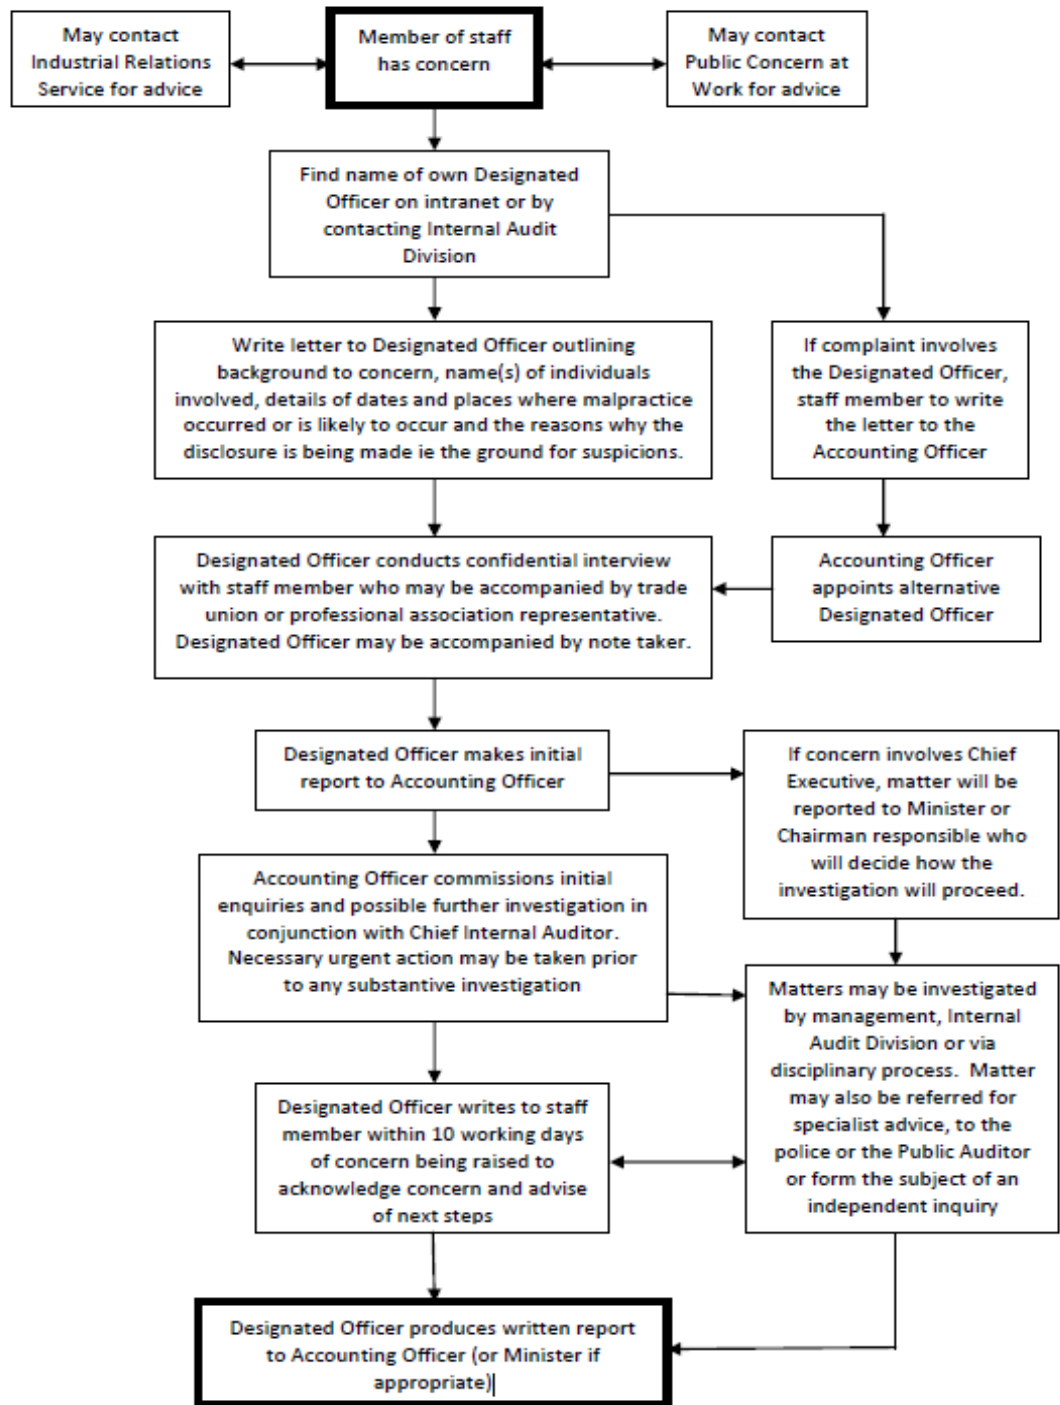 May contact
Industrial Relations
Service for advice
Member of staff
has concern
May contact
Public Concern at
Work for advice
Find name of own Designated
Officer on intranet or by
contacting Internal Audit
Division
Write letter to Designated Officer outlining
background to concern, name(s) of individuals
involved, details of dates and places where malpractice
occurred or is likely to occur and the reasons why the
disclosure is being made ie the ground for suspicions.
If complaint involves
the Designated Officer,
staff member to write
the letter to the
Accounting Officer
Designated Officer conducts confidential interview
with staff member who may be accompanied by trade
union or professional association representative.
Designated Officer may be accompanied by note taker.
Accounting Officer
appoints alternative
Designated Officer
Designated Officer makes initial
report to Accounting Officer
If concern involves Chief
Executive, matter will be
reported to Minister or
Chairman responsible who
will decide how the
investigation will proceed.
Accounting Officer commissions initial
enquiries and possible further investigation in
conjunction with Chief Internal Auditor.
Necessary urgent action may be taken prior
to any substantive investigation
Matters may be investigated
by management, Internal
Audit Division or via
disciplinary process.  Matter
may also be referred for
specialist advice, to the
police or the Public Auditor
or form the subject of an
independent inquiry
Designated Officer writes to staff
member within 10 working days
of concern being raised to
acknowledge concern and advise
of next steps
Designated Officer produces written report
to Accounting Officer (or Minister if
appropriate)